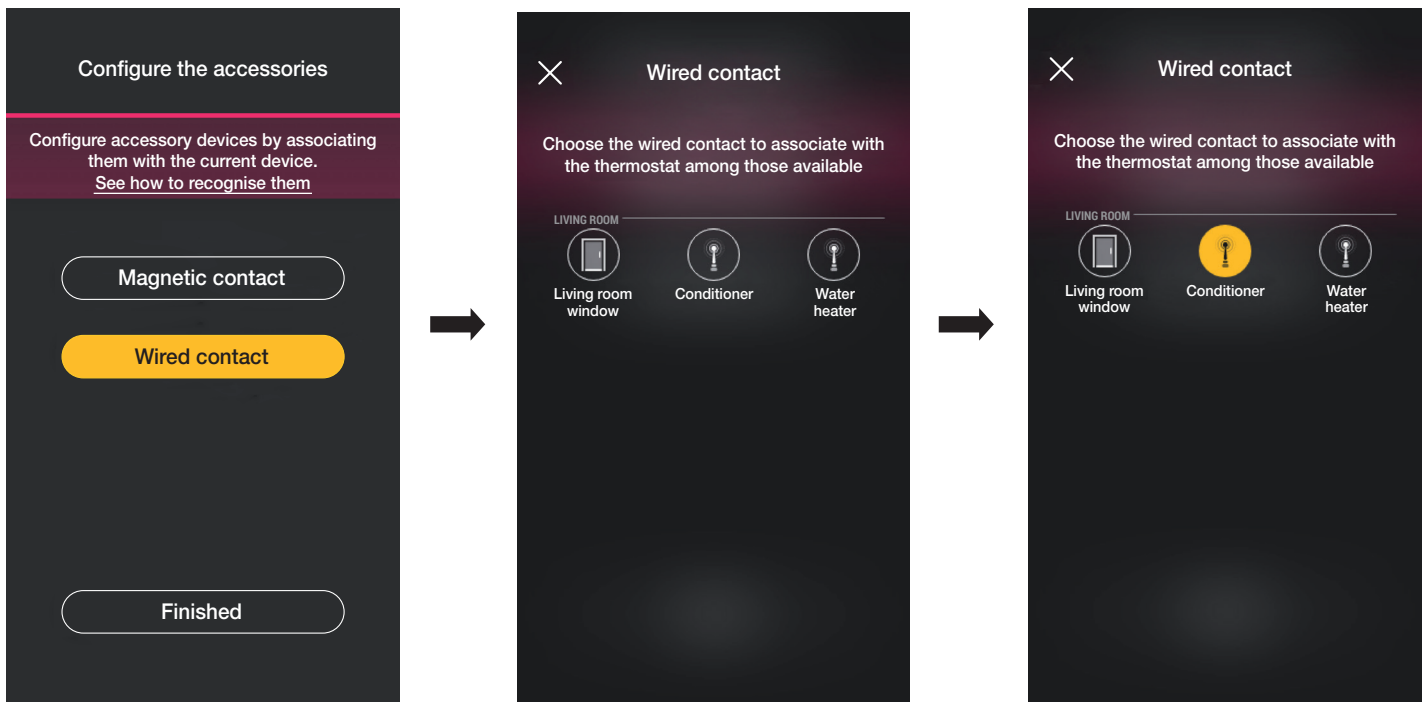 Configure the accessories
Configure accessory devices by associating
them with the current device.
See how to recognise them
Magnetic contact
Wired contact
Finished
Wired contact
Choose the wired contact to associate with
the thermostat among those available
LIVING ROOM
Living room
window
Conditioner
Water
heater
Wired contact
Choose the wired contact to associate with
the thermostat among those available
LIVING ROOM
Living room
window
Conditioner
Water
heater